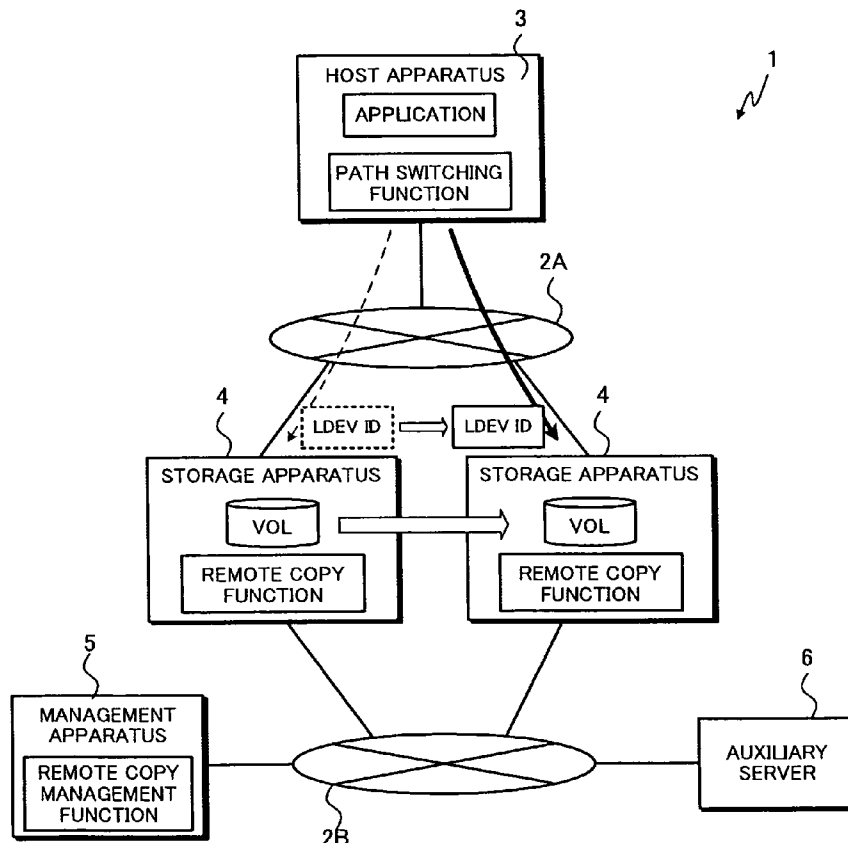 3
HOST APPARATUS
1
APPLICATION
PATH SWITCHING
FUNCTION
2A
4
LDEV ID
LDEV ID
4
STORAGE APPARATUS
STORAGE APPARATUS
VOL
VOL
REMOTE COPY
FUNCTION
REMOTE COPY
FUNCTION
5
6
MANAGEMENT
APPARATUS
REMOTE COPY
MANAGEMENT
FUNCTION
AUXILIARY
SERVER
2B